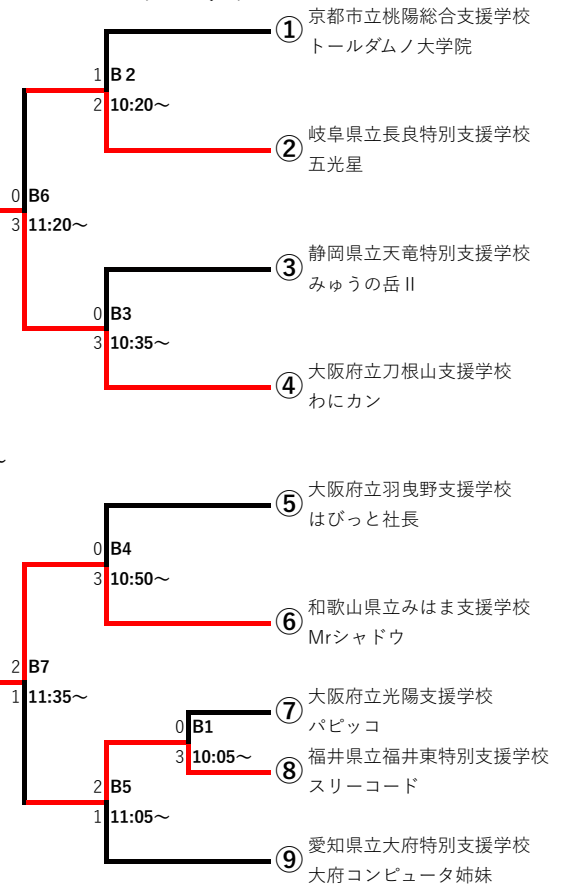 ① 京都市立桃陽総合支援学校
トールダムノ大学院
1 B2
2 10:20～
② 岐阜県立長良特別支援学校
五光星
0 B6
3 11:20～
③ 静岡県立天竜特別支援学校
みゅうの岳Ⅱ
0 B3
3 10:35～
④ 大阪府立刀根山支援学校
わにカン
～
⑤ 大阪府立羽曳野支援学校
はびっと社長
0 B4
3 10:50～
⑥ 和歌山県立みはま支援学校
Mrシャドウ
2 B7
1 11:35～
⑦ 大阪府立光陽支援学校
パピッコ
0 B1
3 10:05～
⑧ 福井県立福井東特別支援学校
スリーコード
2 B5
1 11:05～
⑨ 愛知県立大府特別支援学校
大府コンピュータ姉妹